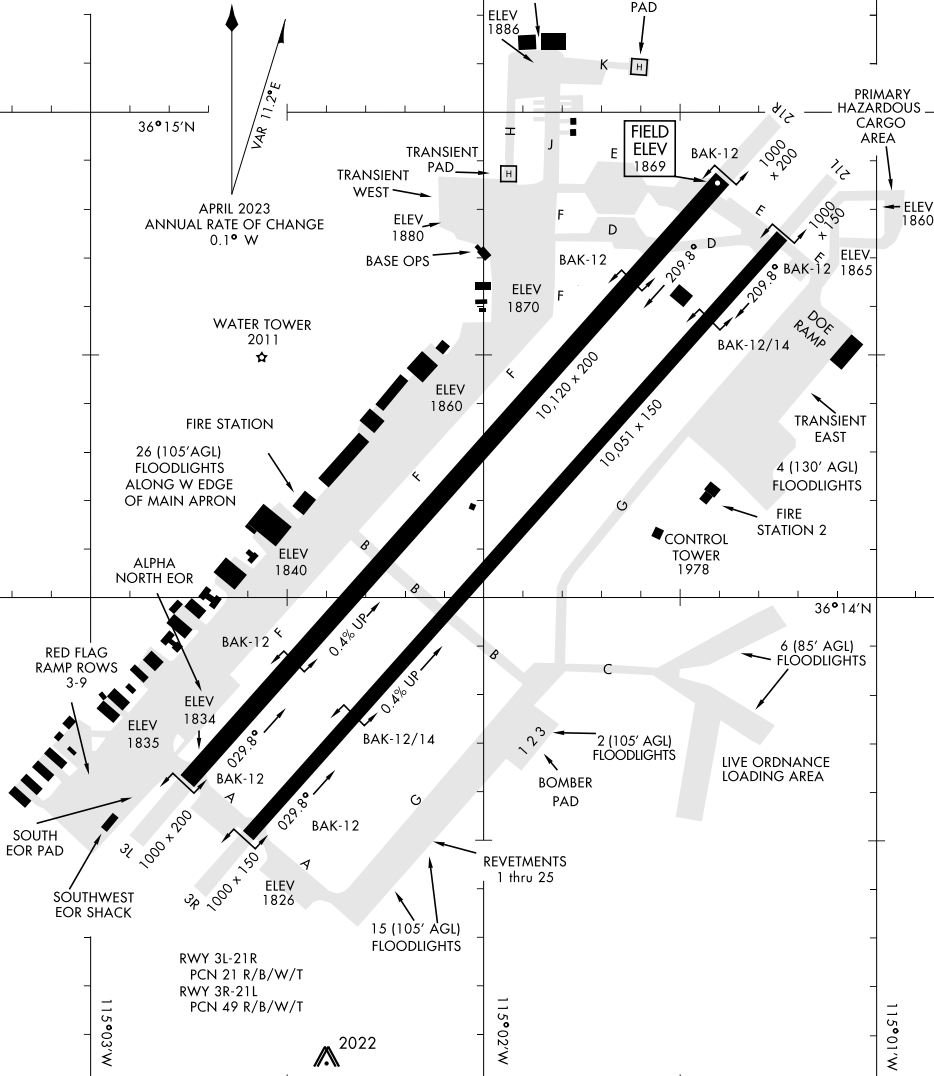 ELEV
1886
PAD
K
H
36°15'N
VAR 11.2°E
H
J
TRANSIENT
PAD
H
TRANSIENT
WEST
E
FIELD
ELEV
1869
BAK-12
21R
1000
x 200
PRIMARY
HAZARDOUS
CARGO
AREA
21L
1000
x 150
ELEV
1860
APRIL 2023
ANNUAL RATE OF CHANGE
0.1° W
ELEV
1880
F
D
D
E
E
BASE OPS
BAK-12
209.8°
209.8°
BAK-12
ELEV
1865
ELEV
1870
F
WATER TOWER
2011
DOE
RAMP
BAK-12/14
F
10,120 x 200
ELEV
1860
10,051 x 150
TRANSIENT
EAST
FIRE STATION
26 (105'AGL)
FLOODLIGHTS
ALONG W EDGE
OF MAIN APRON
F
G
4 (130' AGL)
FLOODLIGHTS
FIRE
STATION 2
CONTROL
TOWER
1978
B
ELEV
1840
ALPHA
NORTH EOR
B
36°14'N
BAK-12
F
0.4% UP
RED FLAG
RAMP ROWS
3-9
B
C
6 (85' AGL)
FLOODLIGHTS
0.4% UP
ELEV
1834
ELEV
1835
029.8°
BAK-12/14
1 2 3
2 (105' AGL)
FLOODLIGHTS
LIVE ORDNANCE
LOADING AREA
BOMBER
PAD
BAK-12
A
G
029.8°
BAK-12
SOUTH
EOR PAD
3L
1000 x 200
A
REVETMENTS
1 thru 25
3R
1000 x 150
ELEV
1826
SOUTHWEST
EOR SHACK
15 (105' AGL)
FLOODLIGHTS
RWY 3L-21R
PCN 21 R/B/W/T
RWY 3R-21L
PCN 49 R/B/W/T
115°03'W
115°02'W
115°01'W
2022